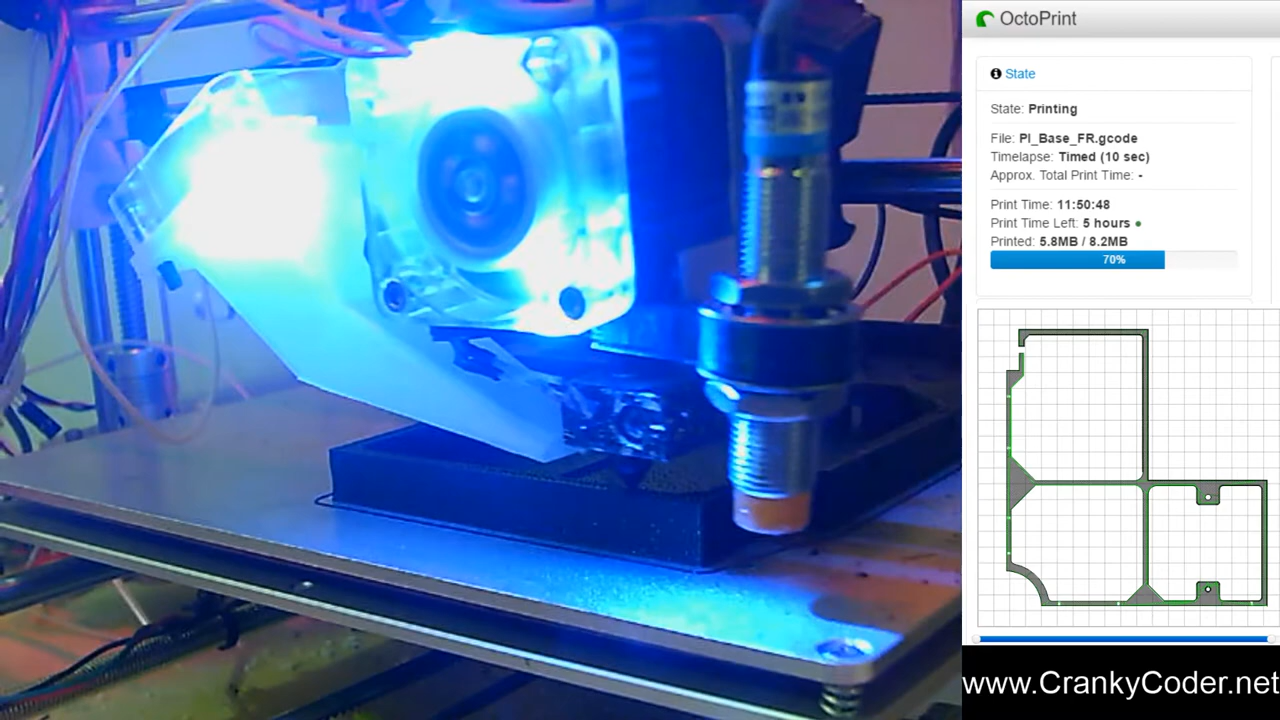 OctoPrint
State
State: Printing
File: PI_Base_FR.gcode
Timelapse: Timed (10 sec)
Approx. Total Print Time: -
Print Time: 11:50:48
Print Time Left: 5 hours
Printed: 5.8MB / 8.2MB
70%
www.CrankyCoder.net